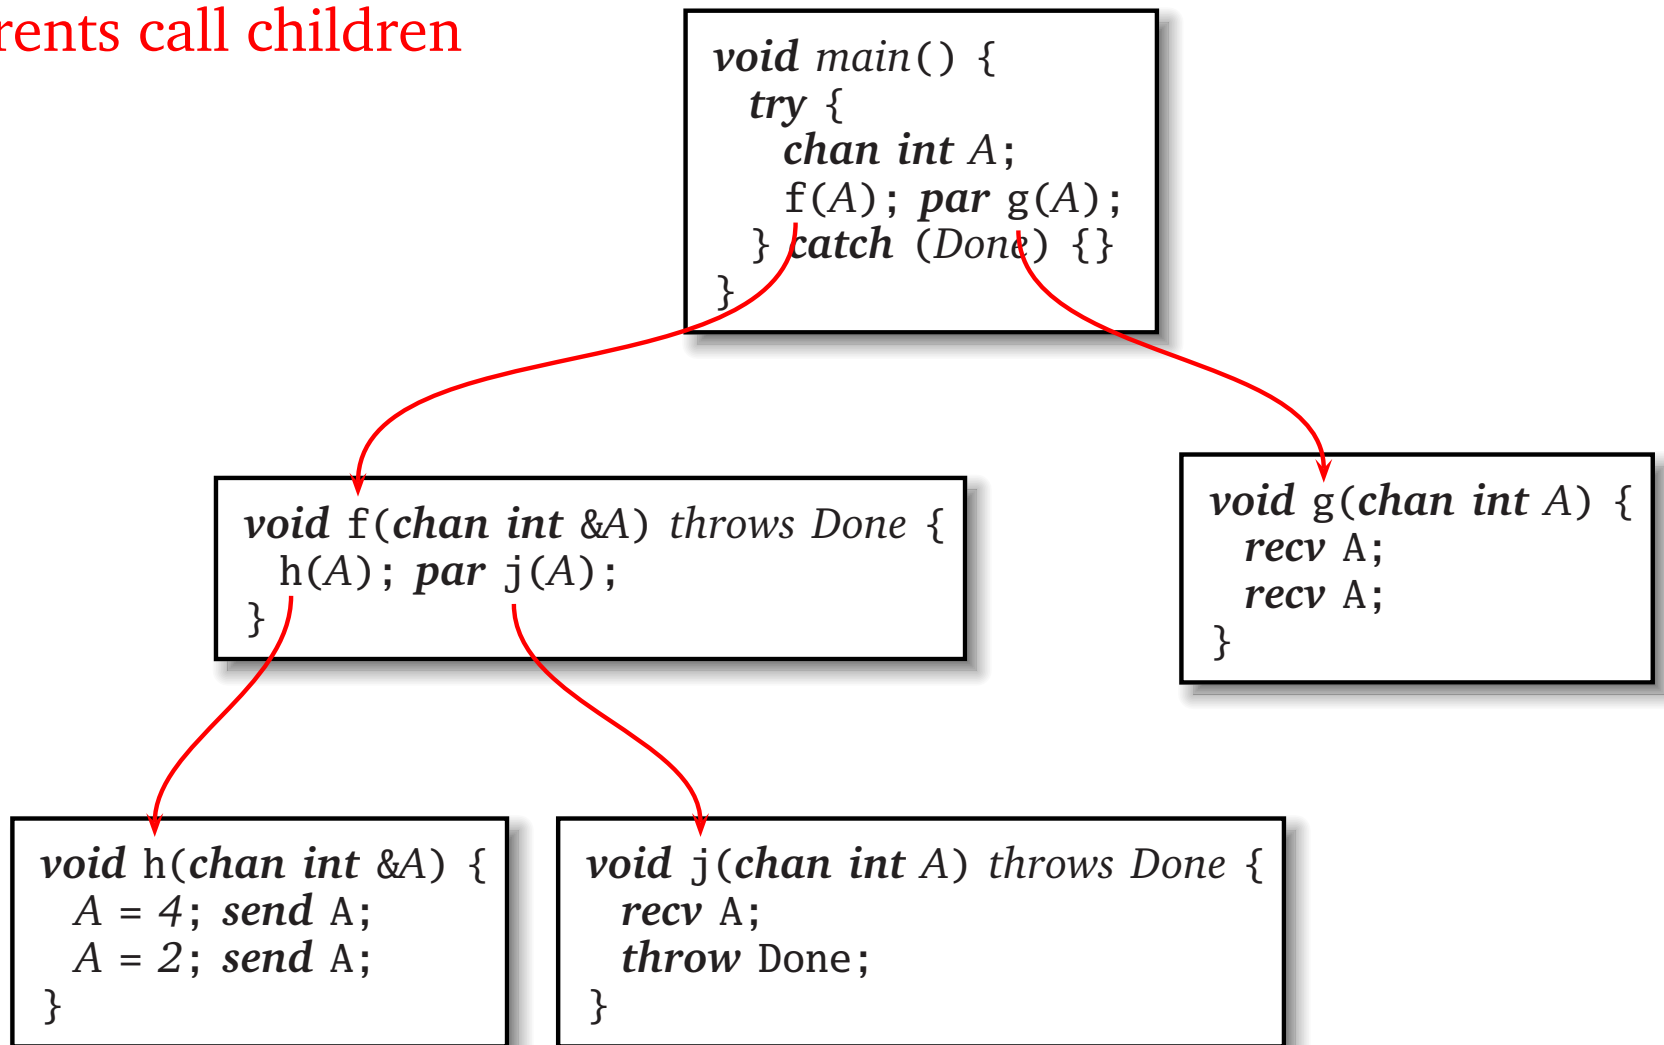 rents call children
void main() {
try {
chan int A;
f(A); par g(A);
} catch (Done) {}
}
void f(chan int &A) throws Done {
h(A); par j(A);
}
void g(chan int A) {
recv A;
recv A;
}
void h(chan int &A) {
A = 4; send A;
A = 2; send A;
}
void j(chan int A) throws Done {
recv A;
throw Done;
}